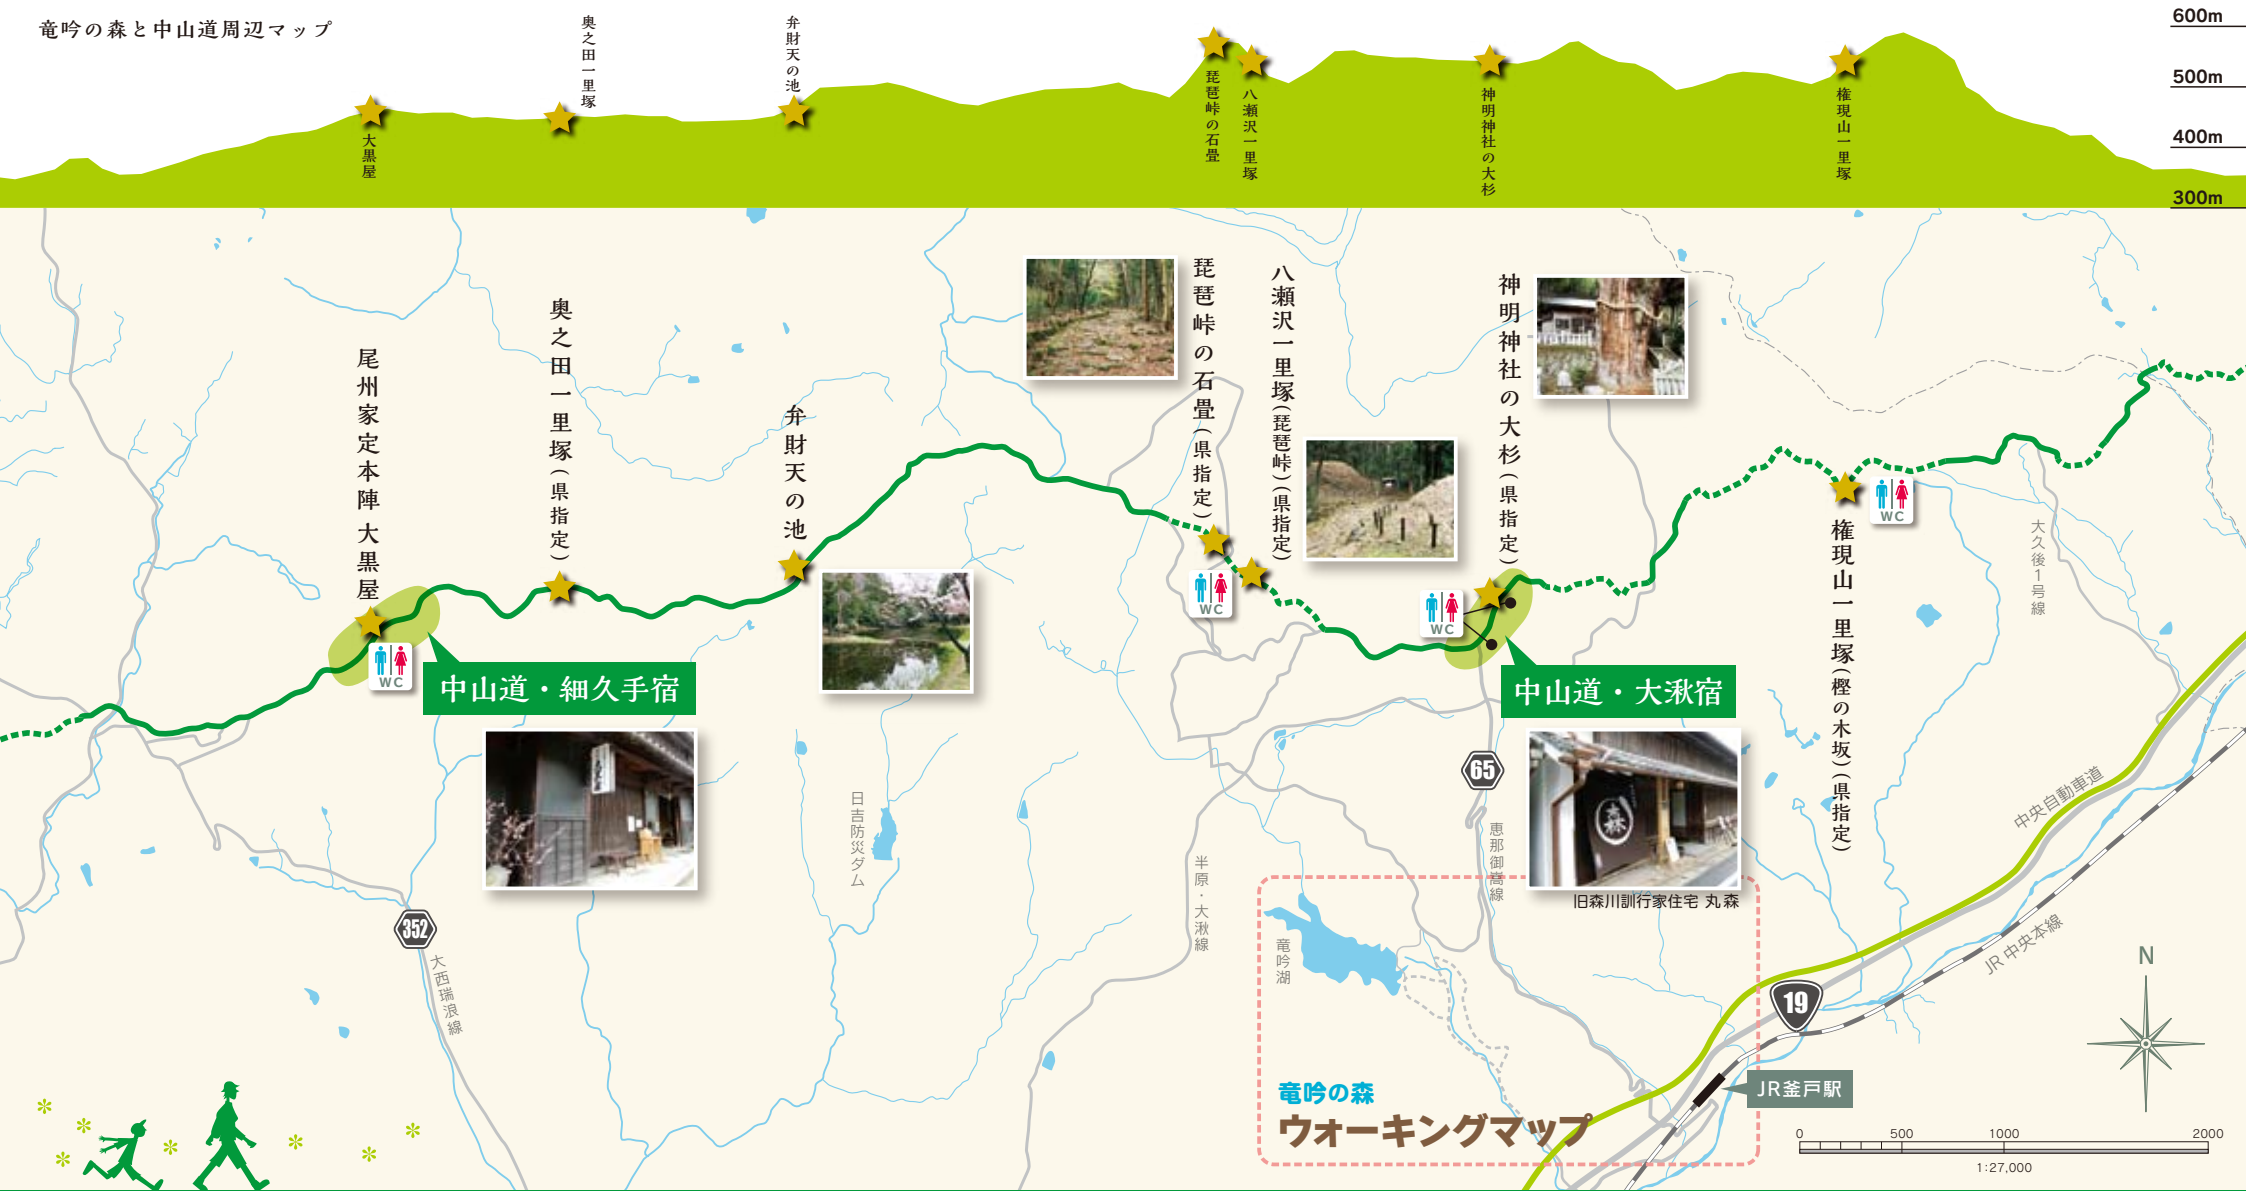 竜吟の森と中山道周辺マップ
大黒屋
奥之田一里塚
弁財天の池
琵琶峠の石畳
八瀬沢一里塚
神明神社の大杉
権現山一里塚
600m
500m
400m
300m
尾州家定本陣 大黒屋
奥之田一里塚(県指定)
弁財天の池
琵琶峠の石畳(県指定)
八瀬沢一里塚(琵琶峠)(県指定)
神明神社の大杉(県指定)
権現山一里塚(樫の木坂)(県指定)
WC
WC
WC
WC
中山道・細久手宿
中山道・大湫宿
森
旧森川訓行家住宅 丸森
大久後1号線
65
恵那御嵩線
日吉防災ダム
半原・大湫線
352
大西瑞浪線
中央自動車道
JR中央本線
竜吟湖
19
JR釜戸駅
竜吟の森
ウォーキングマップ
N
0 500 1000 2000
1:27,000